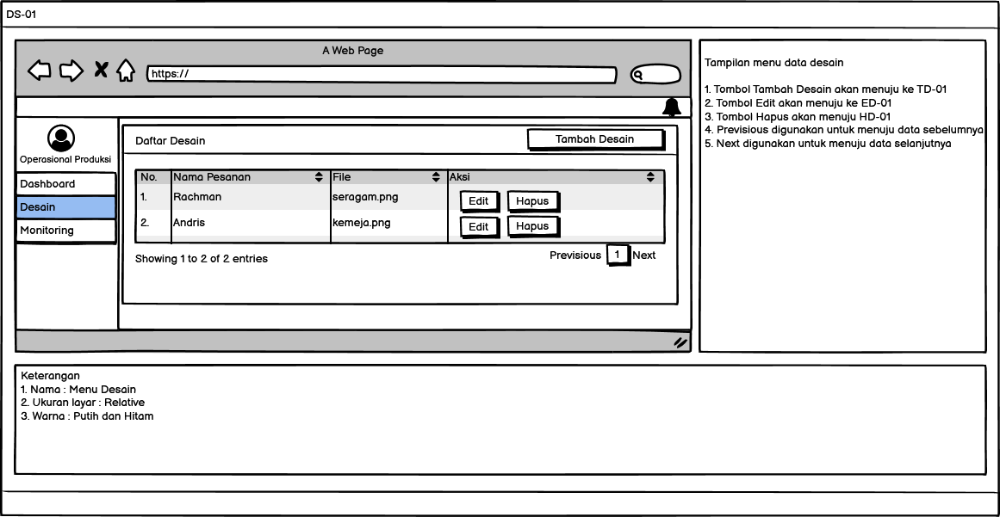 DS-01
A Web Page
https://
Operasional Produksi
Dashboard
Desain
Monitoring
Daftar Desain
Tambah Desain
No. Nama Pesanan File Aksi
1. Rachman seragam.png Edit Hapus
2. Andris kemeja.png Edit Hapus
Showing 1 to 2 of 2 entries
Previsious 1 Next
Tampilan menu data desain
1. Tombol Tambah Desain akan menuju ke TD-01
2. Tombol Edit akan menuju ke ED-01
3. Tombol Hapus akan menuju HD-01
4. Previsious digunakan untuk menuju data sebelumnya
5. Next digunakan untuk menuju data selanjutnya
Keterangan
1. Nama : Menu Desain
2. Ukuran layar : Relative
3. Warna : Putih dan Hitam